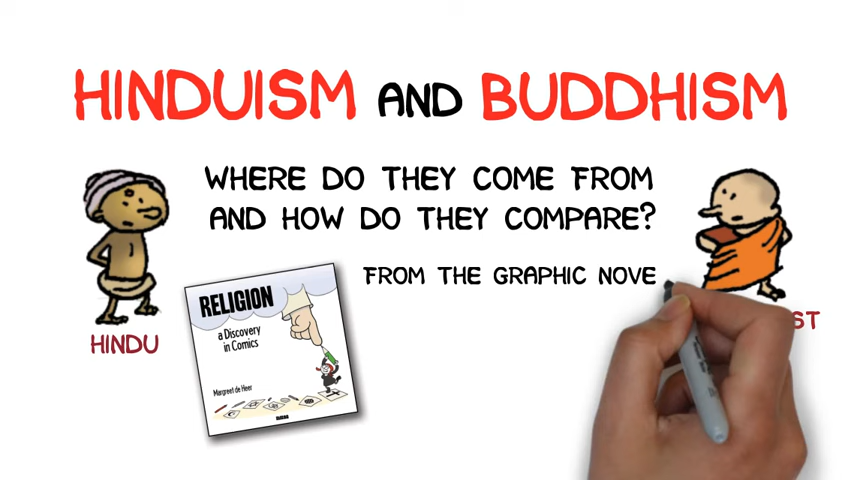 HINDUISM AND BUDDHISM
WHERE DO THEY COME FROM
AND HOW DO THEY COMPARE?
FROM THE GRAPHIC NOVE
HINDU
ST
RELIGION
a Discovery
in Comics
Margreet de Heer